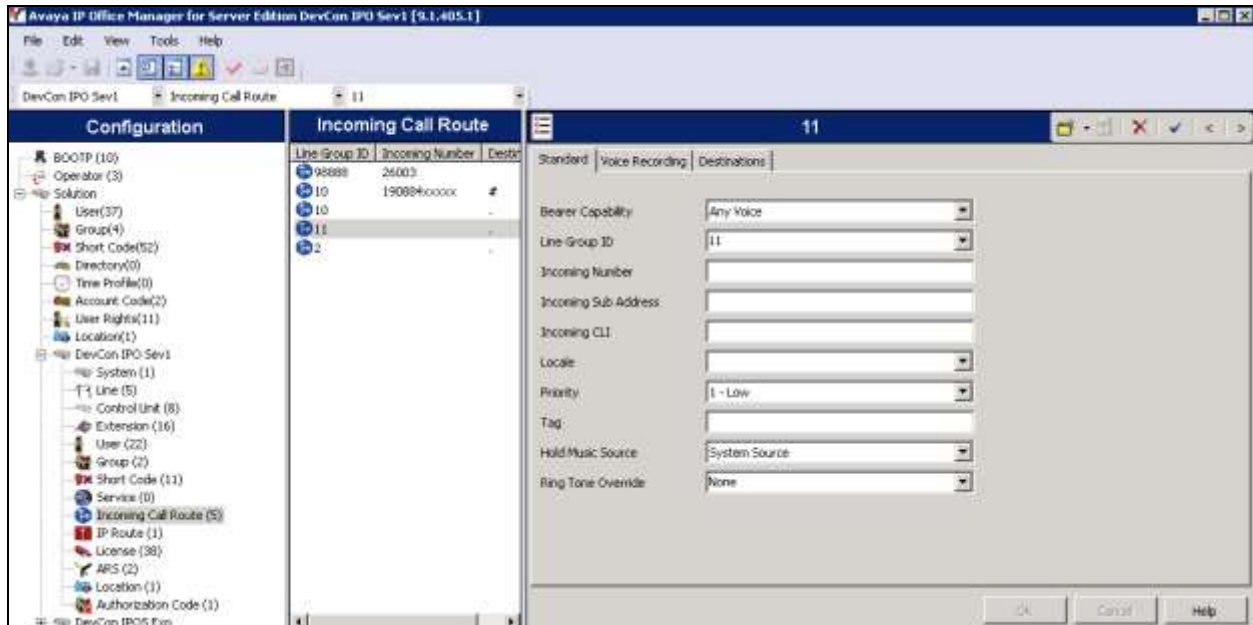 Avaya IP Office Manager for Server Edition DevCon IPO Sev1 [9.1.405.1]
File Edit View Tools Help
DevCon IPO Sev1 Incoming Call Route 11
Configuration
BOOTP (10)
Operator (3)
Solution
User(37)
Group(4)
Short Code(52)
Directory(0)
Time Profile(0)
Account Code(2)
User Rights(11)
Location(1)
DevCon IPO Sev1
System (1)
Line (5)
Control Unit (8)
Extension (16)
User (22)
Group (2)
Short Code (11)
Service (0)
Incoming Call Route (5)
IP Route (1)
License (38)
ARS (2)
Location (1)
Authorization Code (1)
DevCon IPOS Exp
Incoming Call Route
Line Group ID Incoming Number Destin
98888 26003
10 19088#xxxxx #
10 .
11 .
2 .
11
Standard Voice Recording Destinations
Bearer Capability Any Voice
Line Group ID 11
Incoming Number
Incoming Sub Address
Incoming CLI
Locale
Priority 1 - Low
Tag
Hold Music Source System Source
Ring Tone Override None
OK Cancel Help